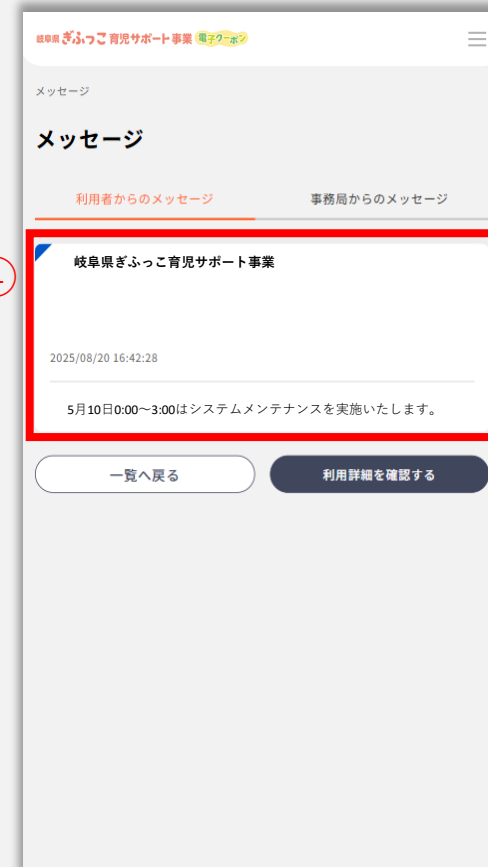 岐阜県ぎふっこ育児サポート事業 電子クーポン
メッセージ
メッセージ
利用者からのメッセージ 事務局からのメッセージ
岐阜県ぎふっこ育児サポート事業
2025/08/20 16:42:28
5月10日0:00～3:00はシステムメンテナンスを実施いたします。
一覧へ戻る 利用詳細を確認する